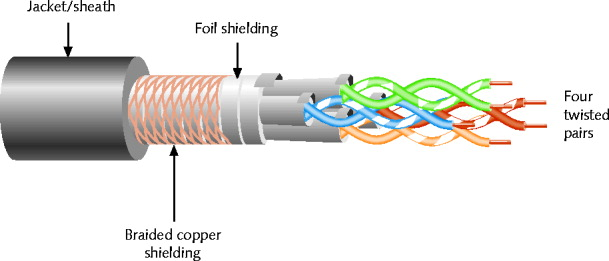 Jacket/sheath
Foil shielding
Four
twisted
pairs
Braided copper
shielding